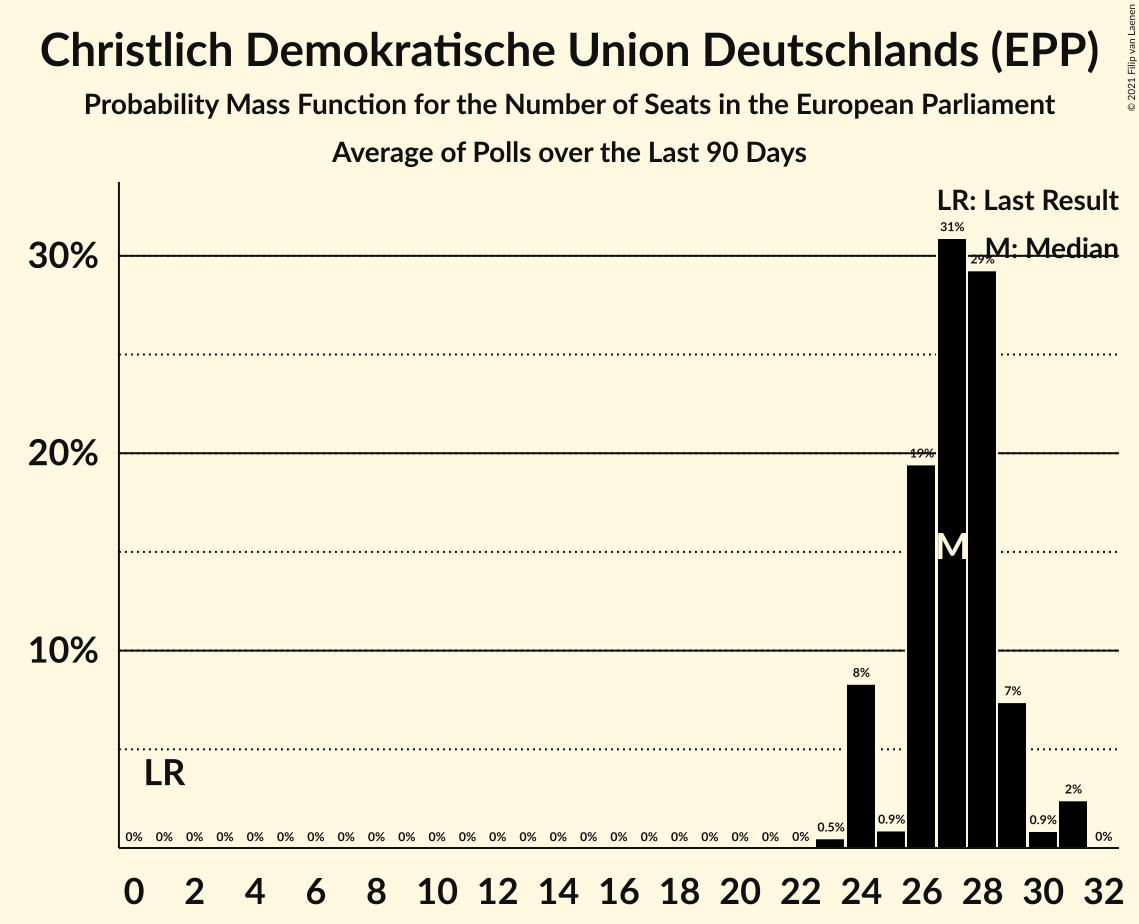 Christlich Demokratische Union Deutschlands (EPP)
Probability Mass Function for the Number of Seats in the European Parliament
Average of Polls over the Last 90 Days
© 2021 Filip van Laenen
LR: Last Result
M: Median
30%
20%
10%
LR
M
0% 0% 0% 0% 0% 0% 0% 0% 0% 0% 0% 0% 0% 0% 0% 0% 0% 0% 0% 0% 0% 0% 0% 0.5% 8% 0.9% 19% 31% 29% 7% 0.9% 2% 0%
0 2 4 6 8 10 12 14 16 18 20 22 24 26 28 30 32